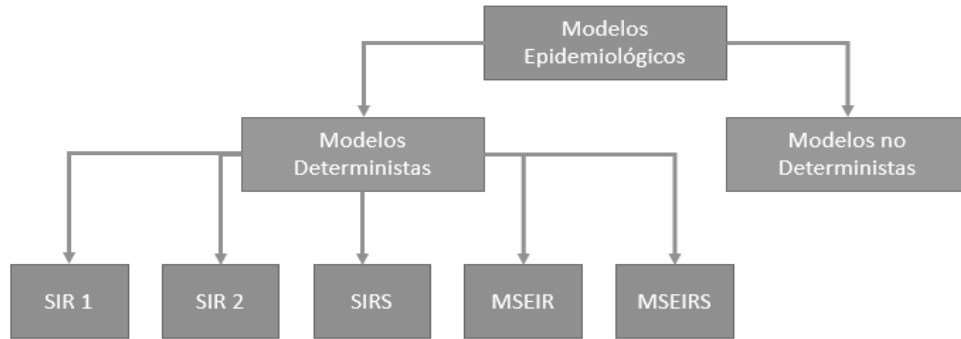 Modelos
Epidemiológicos
Modelos
Deterministas
Modelos no
Deterministas
SIR 1
SIR 2
SIRS
MSEIR
MSEIRS